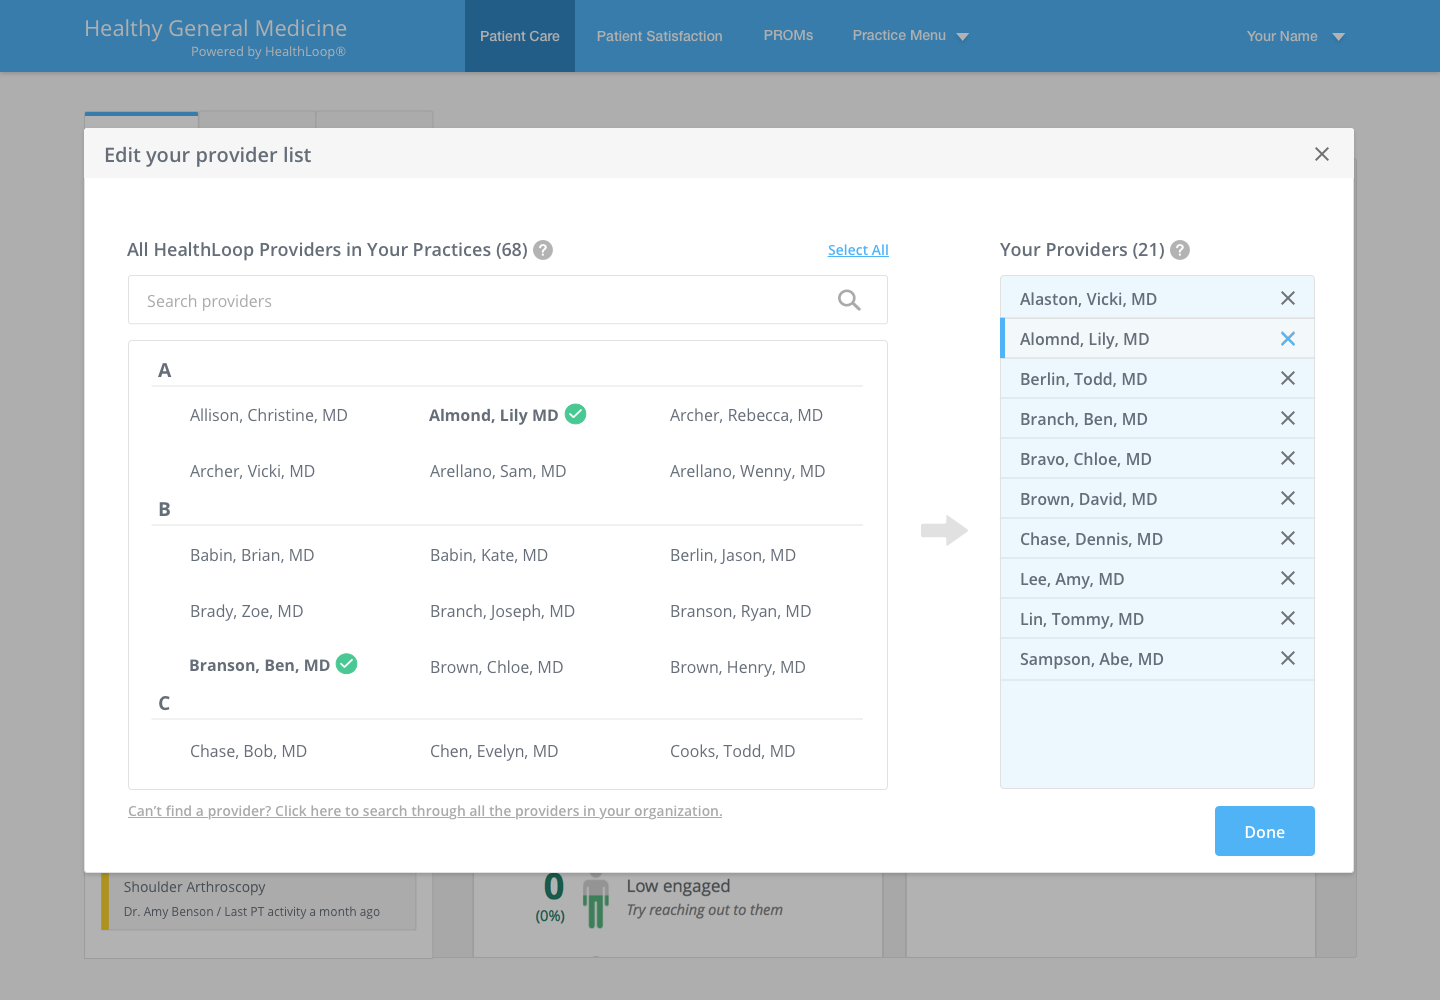 Healthy General Medicine
Powered by HealthLoop®
Patient Care
Patient Satisfaction
PROMs
Practice Menu
Your Name
Edit your provider list
All HealthLoop Providers in Your Practices (68) ?
Select All
Your Providers (21) ?
Search providers
A
Allison, Christine, MD
Almond, Lily MD
Archer, Rebecca, MD
Archer, Vicki, MD
Arellano, Sam, MD
Arellano, Wenny, MD
B
Babin, Brian, MD
Babin, Kate, MD
Berlin, Jason, MD
Brady, Zoe, MD
Branch, Joseph, MD
Branson, Ryan, MD
Branson, Ben, MD
Brown, Chloe, MD
Brown, Henry, MD
C
Chase, Bob, MD
Chen, Evelyn, MD
Cooks, Todd, MD
Can't find a provider? Click here to search through all the providers in your organization.
Alaston, Vicki, MD
Alomnd, Lily, MD
Berlin, Todd, MD
Branch, Ben, MD
Bravo, Chloe, MD
Brown, David, MD
Chase, Dennis, MD
Lee, Amy, MD
Lin, Tommy, MD
Sampson, Abe, MD
Done
Shoulder Arthroscopy
Dr. Amy Benson / Last PT activity a month ago
0
(0%)
Low engaged
Try reaching out to them